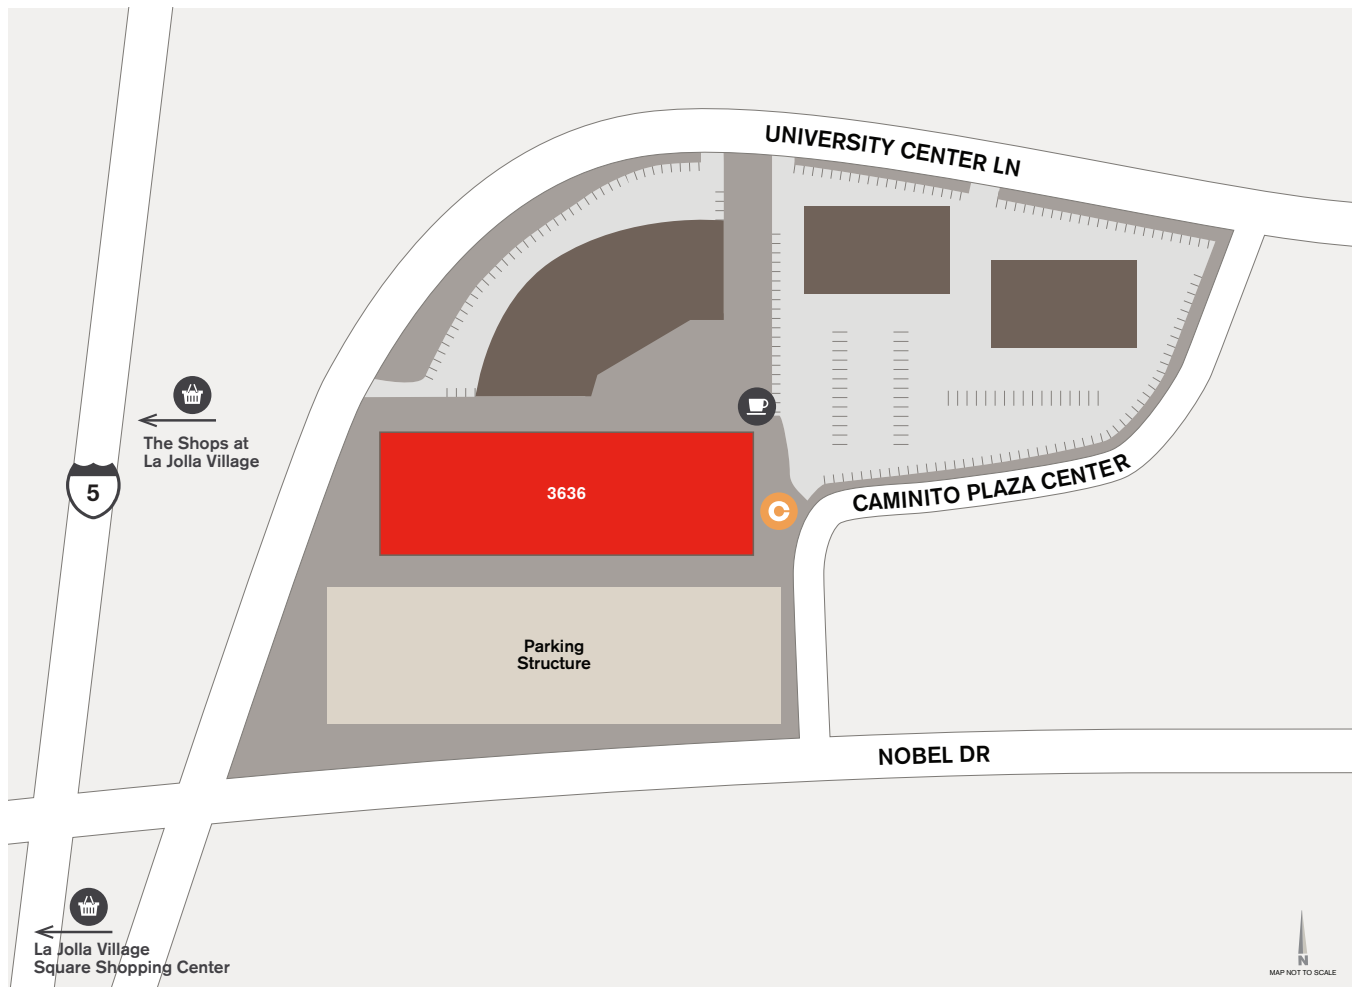 UNIVERSITY CENTER LN
The Shops at
La Jolla Village
5
3636
CAMINITO PLAZA CENTER
Parking
Structure
NOBEL DR
La Jolla Village
Square Shopping Center
N
MAP NOT TO SCALE